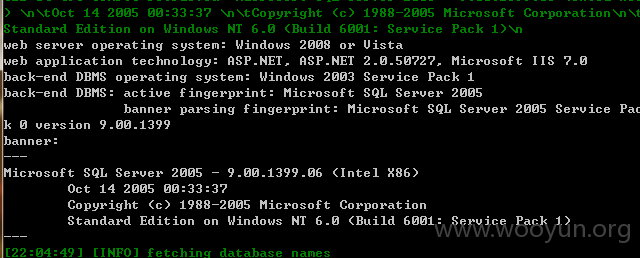 ) \n\tOct 14 2005 00:33:37 \n\tCopyright (c) 1988-2005 Microsoft Corporation\n\t
Standard Edition on Windows NT 6.0 (Build 6001: Service Pack 1)\n
web server operating system: Windows 2008 or Vista
web application technology: ASP.NET, ASP.NET 2.0.50727, Microsoft IIS 7.0
back-end DBMS operating system: Windows 2003 Service Pack 1
back-end DBMS: active fingerprint: Microsoft SQL Server 2005
banner parsing fingerprint: Microsoft SQL Server 2005 Service Pac
k 0 version 9.00.1399
banner:
---
Microsoft SQL Server 2005 - 9.00.1399.06 (Intel X86)
Oct 14 2005 00:33:37
Copyright (c) 1988-2005 Microsoft Corporation
Standard Edition on Windows NT 6.0 (Build 6001: Service Pack 1)
---
www.wooyun.org
[22:04:49] [INFO] fetching database names